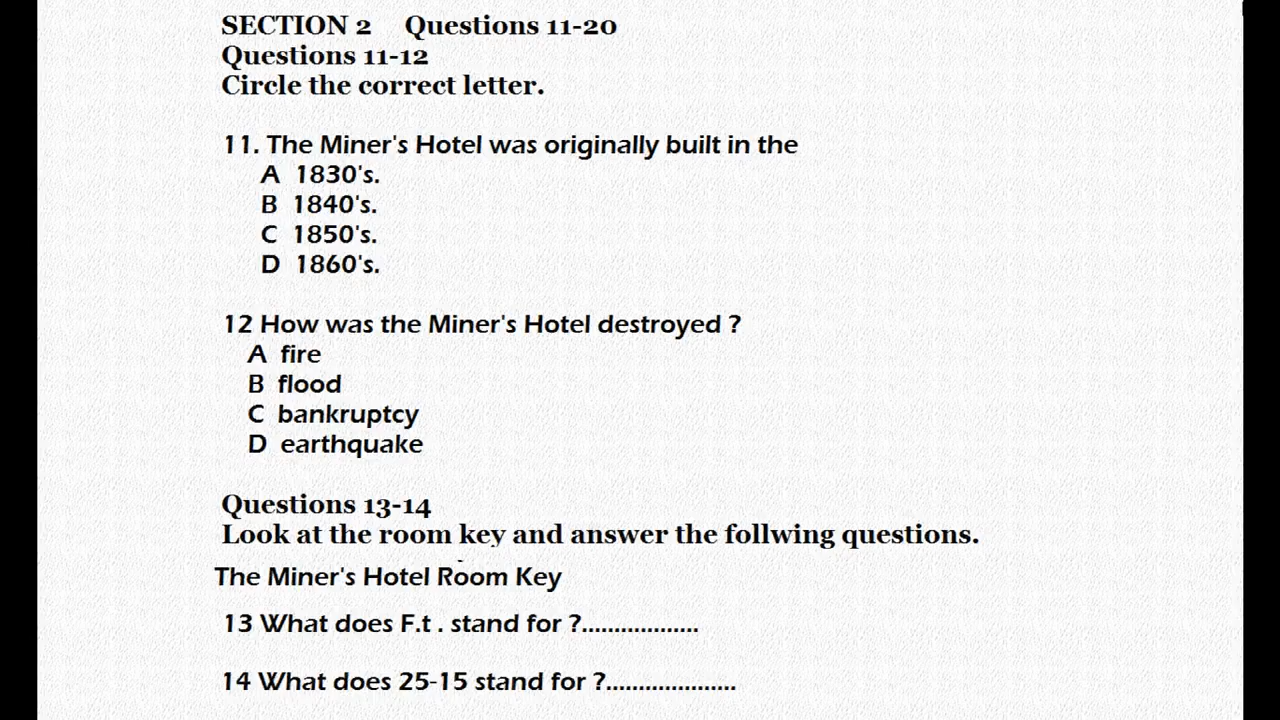 SECTION 2 Questions 11-20
Questions 11-12
Circle the correct letter.
11. The Miner's Hotel was originally built in the
A 1830's.
B 1840's.
C 1850's.
D 1860's.
12 How was the Miner's Hotel destroyed ?
A fire
B flood
C bankruptcy
D earthquake
Questions 13-14
Look at the room key and answer the follwing questions.
The Miner's Hotel Room Key
13 What does F.t . stand for ?..................
14 What does 25-15 stand for ?....................